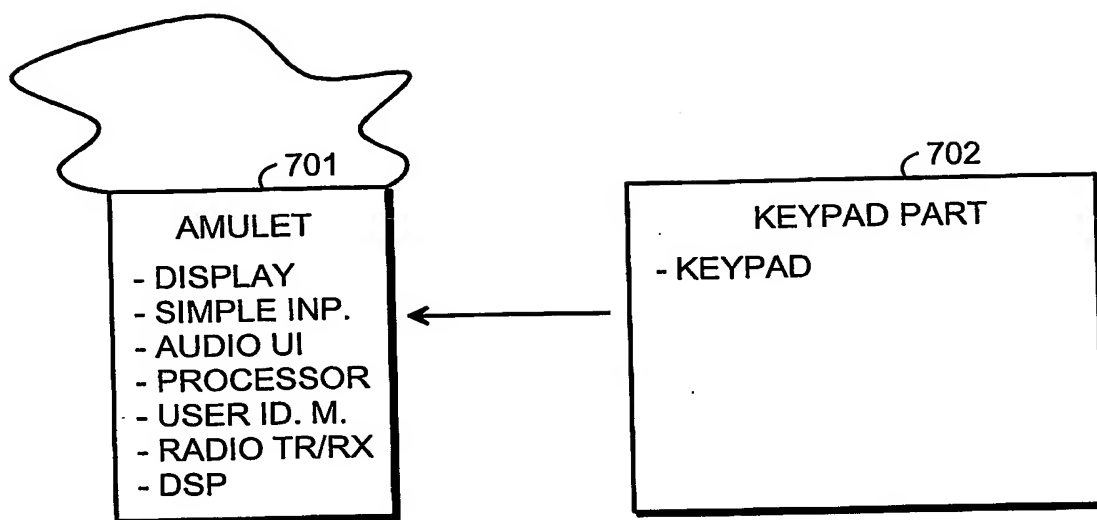 701
AMULET
- DISPLAY
- SIMPLE INP.
- AUDIO UI
- PROCESSOR
- USER ID. M.
- RADIO TR/RX
- DSP
702
KEYPAD PART
- KEYPAD